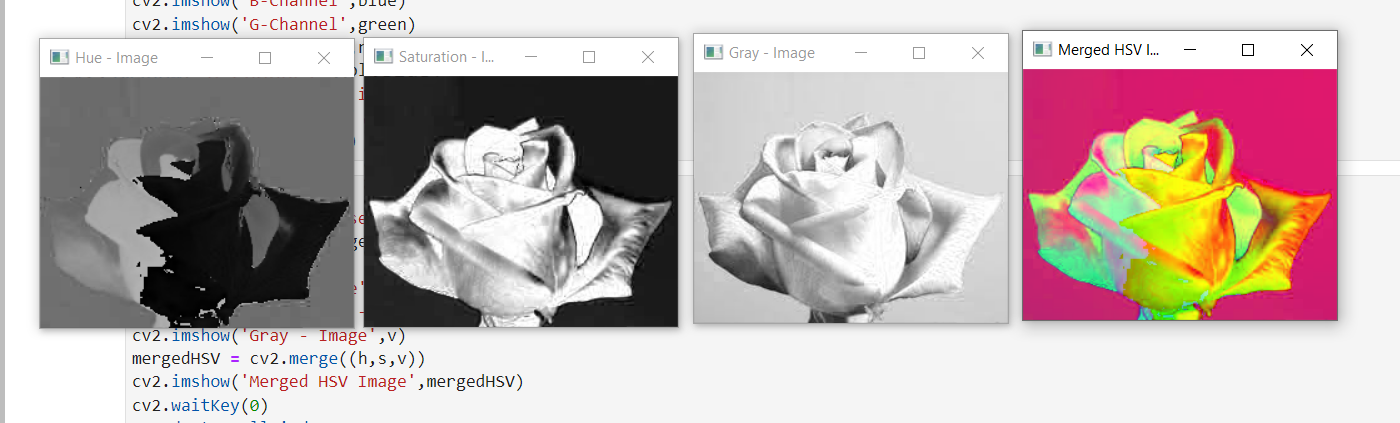 cv2.imshow('B-Channel',blue)
cv2.imshow('G-Channel',green)
Hue - Image
Saturation - I...
Gray - Image
Merged HSV I...
cv2.imshow('Gray - Image',v)
mergedHSV = cv2.merge((h,s,v))
cv2.imshow('Merged HSV Image',mergedHSV)
cv2.waitKey(0)